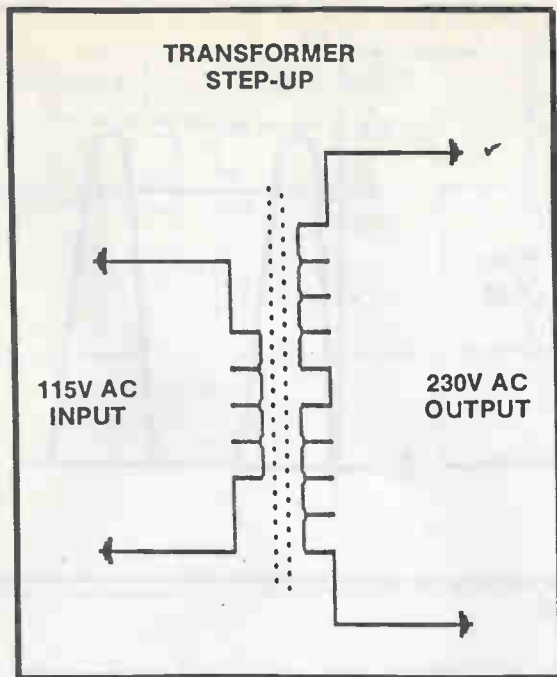 TRANSFORMER
STEP-UP
115V AC
INPUT
230V AC
OUTPUT